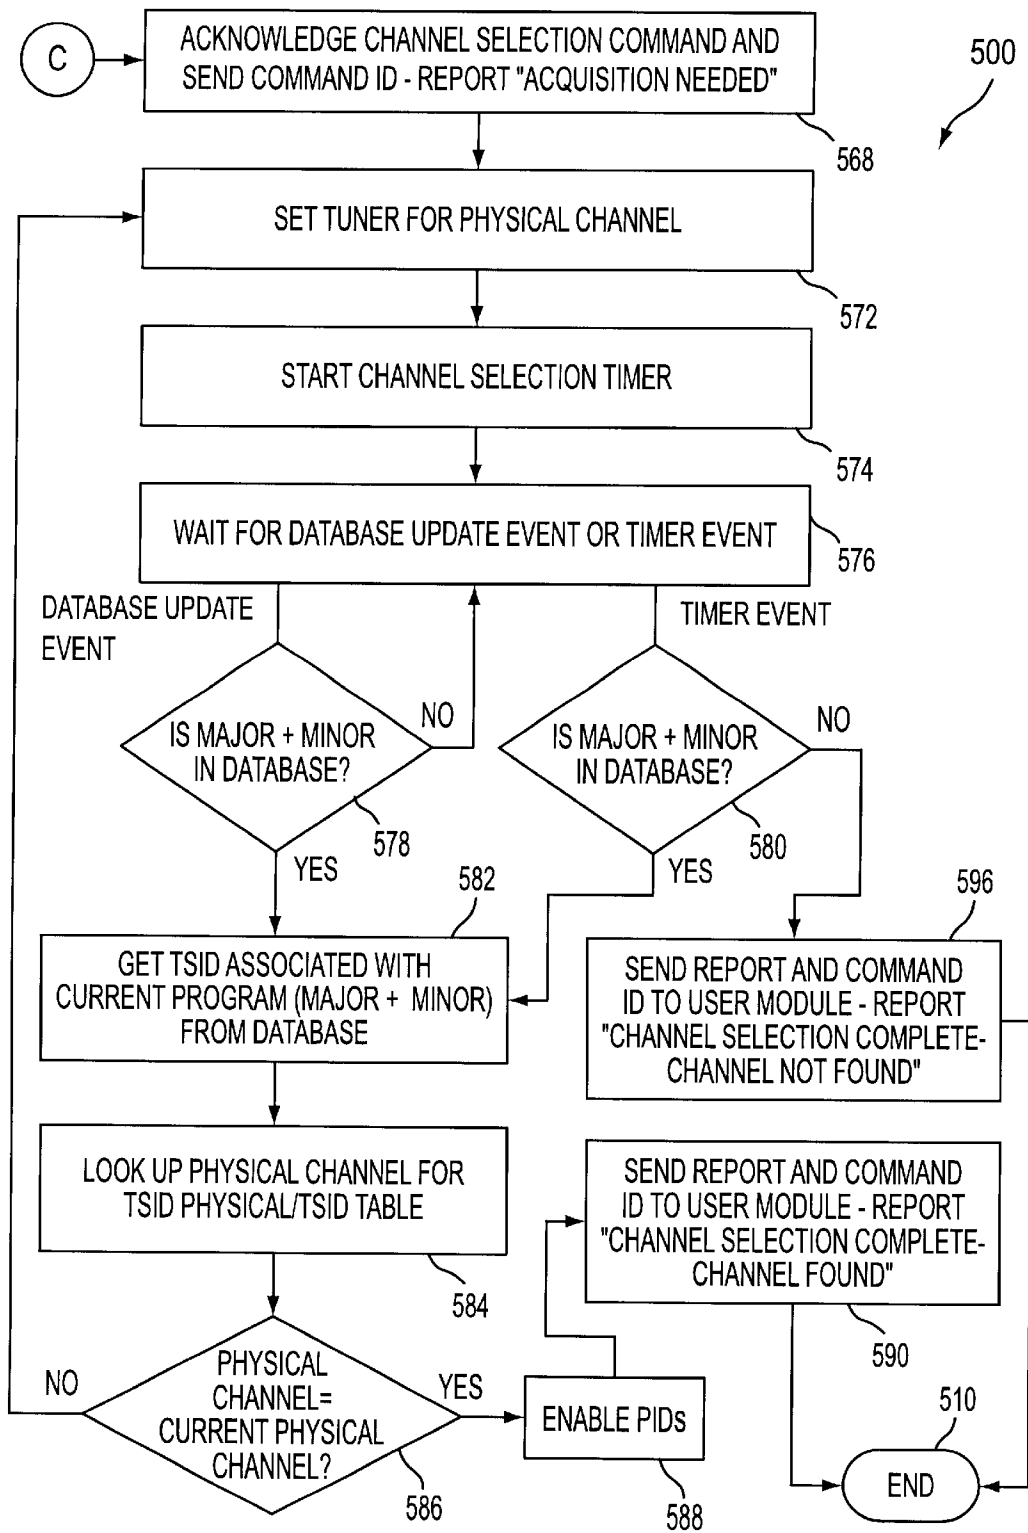 C
ACKNOWLEDGE CHANNEL SELECTION COMMAND AND
SEND COMMAND ID - REPORT "ACQUISITION NEEDED"
500
568
SET TUNER FOR PHYSICAL CHANNEL
572
START CHANNEL SELECTION TIMER
574
WAIT FOR DATABASE UPDATE EVENT OR TIMER EVENT
576
DATABASE UPDATE
EVENT
TIMER EVENT
IS MAJOR + MINOR
IN DATABASE?
NO
578
YES
IS MAJOR + MINOR
IN DATABASE?
NO
580
YES
582
GET TSID ASSOCIATED WITH
CURRENT PROGRAM (MAJOR + MINOR)
FROM DATABASE
596
SEND REPORT AND COMMAND
ID TO USER MODULE - REPORT
"CHANNEL SELECTION COMPLETE-
CHANNEL NOT FOUND"
LOOK UP PHYSICAL CHANNEL FOR
TSID PHYSICAL/TSID TABLE
584
SEND REPORT AND COMMAND
ID TO USER MODULE - REPORT
"CHANNEL SELECTION COMPLETE-
CHANNEL FOUND"
590
NO
PHYSICAL
CHANNEL=
CURRENT PHYSICAL
CHANNEL?
YES
586
ENABLE PIDs
588
510
END